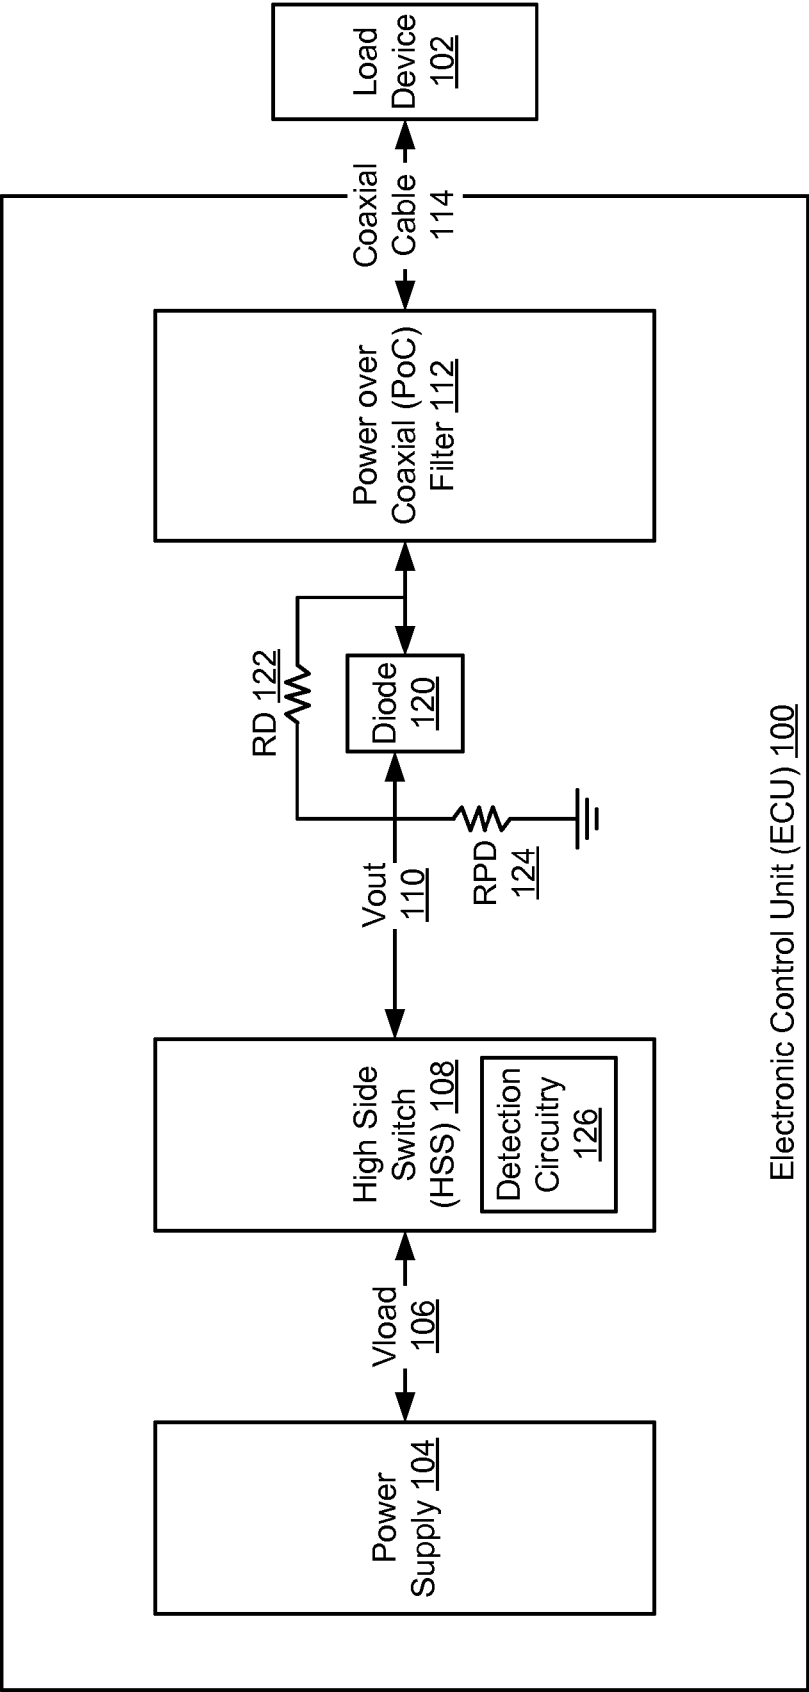 Power
Supply 104
Vload
106
High Side
Switch
(HSS) 108
Detection
Circuitry
126
Vout
110
RPD
124
RD 122
Diode
120
Power over
Coaxial (PoC)
Filter 112
Coaxial
Cable
114
Load
Device
102
Electronic Control Unit (ECU) 100